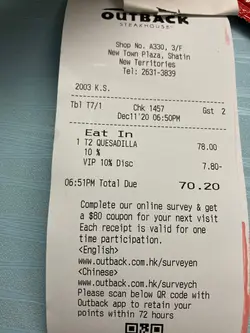 OUTBACK
STEAKHOUSE
Shop No. A330, 3/F
New Town Plaza, Shatin
New Territories
Tel: 2631-3839
2003 K.S.
Tbl T7/1 Chk 1457 Gst 2
Dec11'20 06:50PM
Eat In
1 T2 QUESADILLA 78.00
10 %
VIP 10% Disc 7.80-
06:51PM Total Due 70.20
Complete our online survey & get
a $80 coupon for your next visit
Each receipt is valid for one
time participation.
<English>
www.outback.com.hk/surveyen
<Chinese>
www.outback.com.hk/surveych
Please scan below QR code with
Outback app to retain your
points within 72 hours